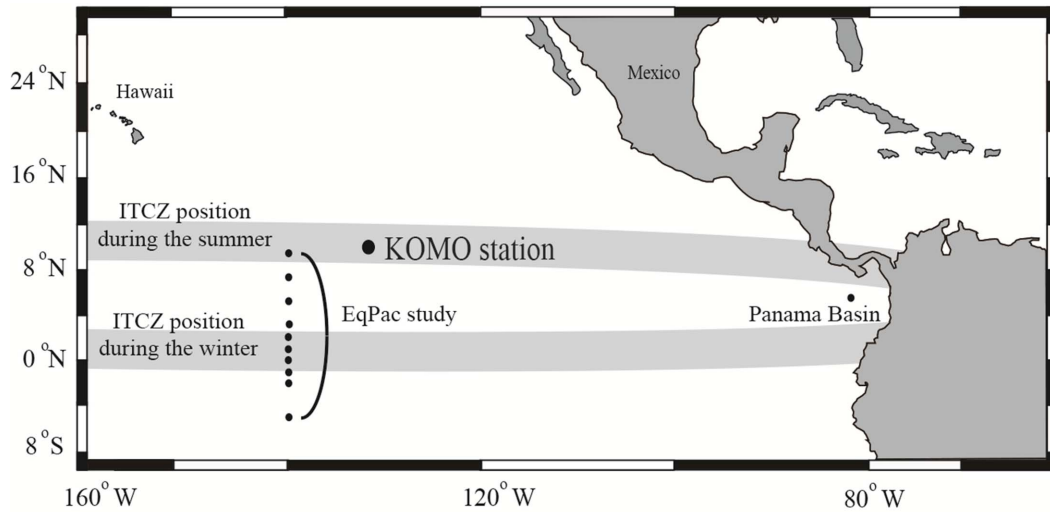 24 °N
Hawaii
Mexico
16 °N
ITCZ position
during the summer
KOMO station
8 °N
EqPac study
Panama Basin
ITCZ position
during the winter
0 °N
8 °S
160° W
120° W
80° W